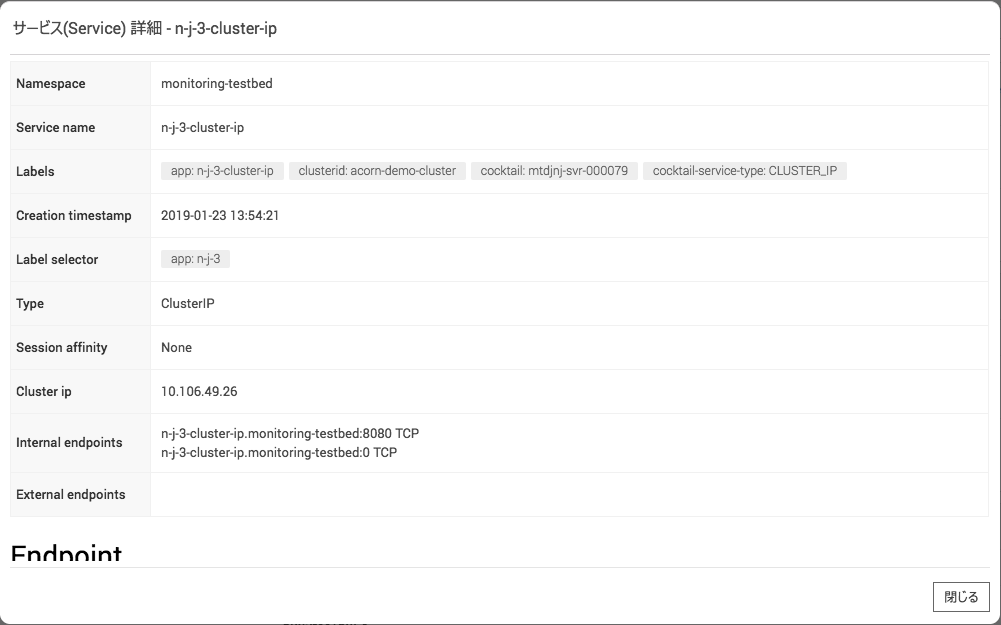 サービス(Service) 詳細 - n-j-3-cluster-ip
Namespace monitoring-testbed
Service name n-j-3-cluster-ip
Labels app: n-j-3-cluster-ip clusterid: acorn-demo-cluster cocktail: mtdjnj-svr-000079 cocktail-service-type: CLUSTER_IP
Creation timestamp 2019-01-23 13:54:21
Label selector app: n-j-3
Type ClusterIP
Session affinity None
Cluster ip 10.106.49.26
Internal endpoints n-j-3-cluster-ip.monitoring-testbed:8080 TCP
n-j-3-cluster-ip.monitoring-testbed:0 TCP
External endpoints
Endpoint
閉じる